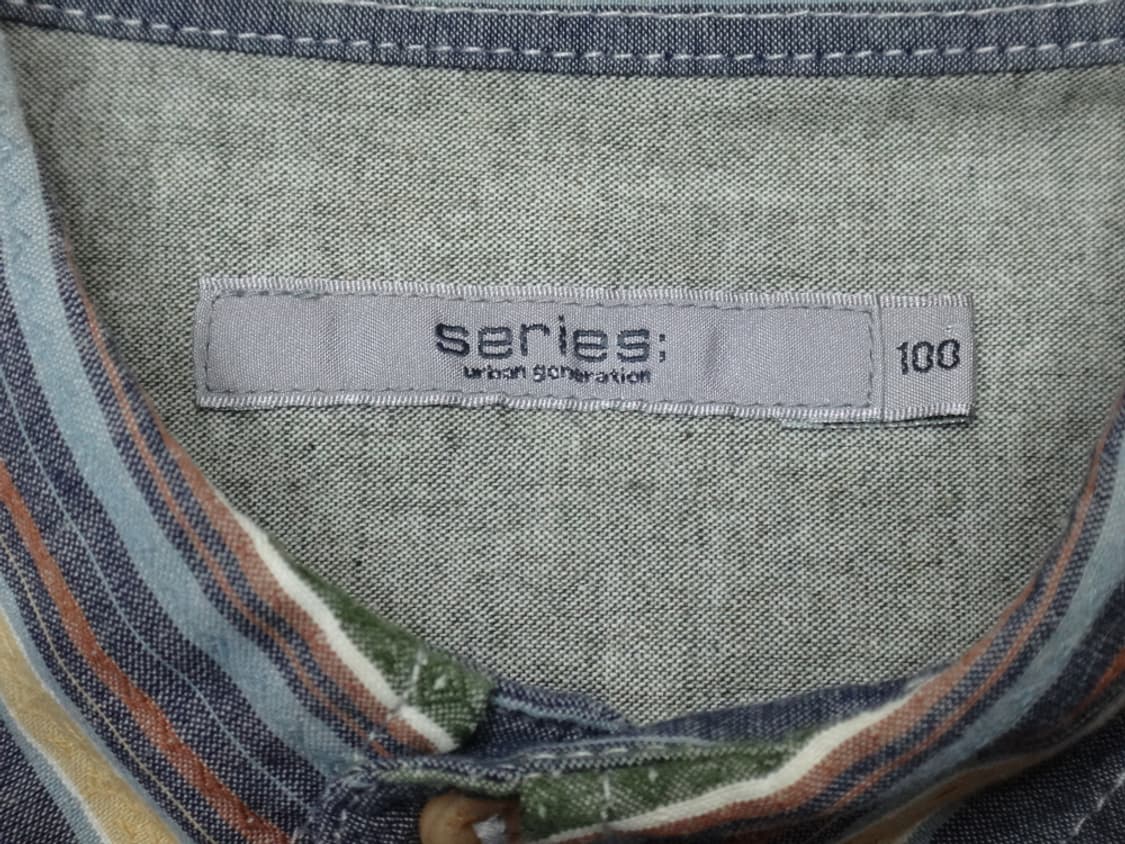 series;
urban generation
100